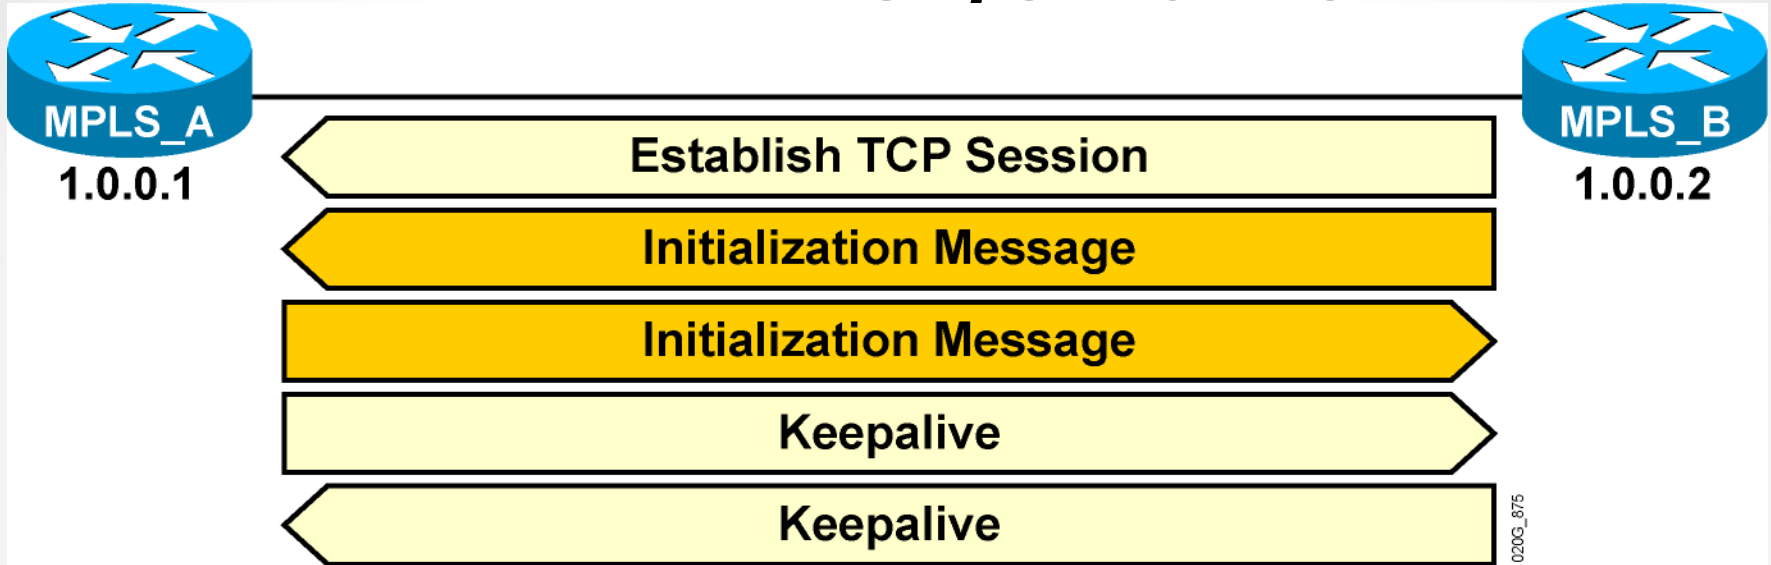 MPLS_A
1.0.0.1
MPLS_B
1.0.0.2
Establish TCP Session
Initialization Message
Initialization Message
Keepalive
Keepalive
020G_875